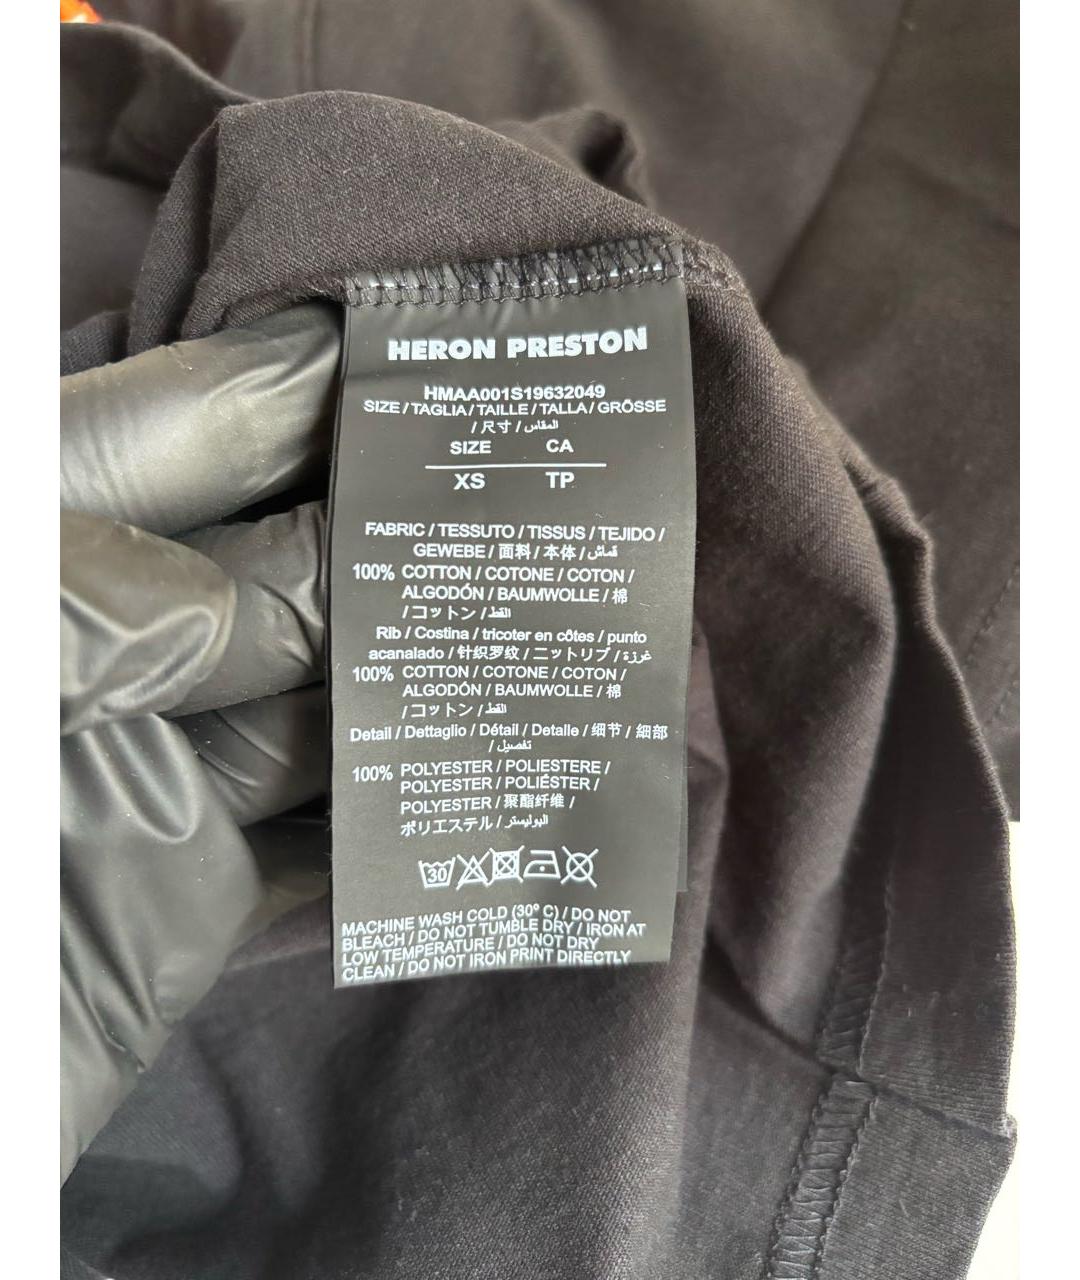 HERON PRESTON
HMAA001S19632049
SIZE / TAGLIA / TAILLE / TALLA / GRÖSSE
/ 尺寸 / المقاس
SIZE CA
XS TP
FABRIC / TESSUTO / TISSUS / TEJIDO /
GEWEBE / 面料 / 本体 / قماش
100% COTTON / COTONE / COTON /
ALGODÓN / BAUMWOLLE / 棉
/ コットン / القط
Rib / Costina / tricoter en côtes / punto
acanalado / 针织罗纹 / ニットリブ / غرزة
100% COTTON / COTONE / COTON /
ALGODÓN / BAUMWOLLE / 棉
/ コットン / القط
Detail / Dettaglio / Détail / Detalle / 细节 / 細部
/ تفصيل
100% POLYESTER / POLIESTERE /
POLYESTER / POLIÉSTER /
POLYESTER / 聚酯纤维 /
ポリエステル / البوليستر
30
MACHINE WASH COLD (30° C) / DO NOT
BLEACH / DO NOT TUMBLE DRY / IRON AT
LOW TEMPERATURE / DO NOT DRY
CLEAN / DO NOT IRON PRINT DIRECTLY